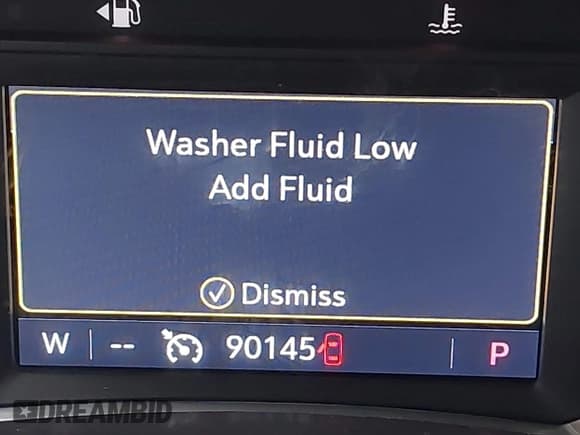 Washer Fluid Low
Add Fluid
Dismiss
W -- 90145 P
DREAMBID